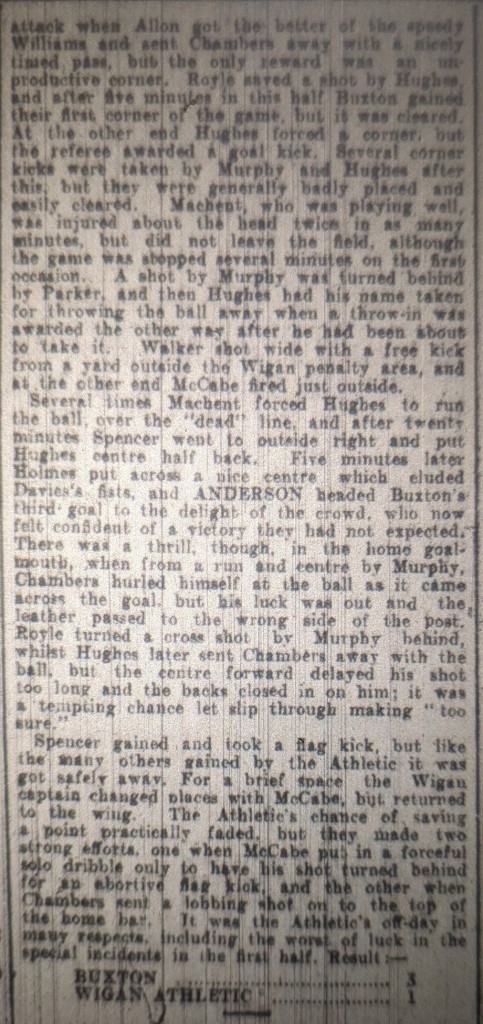 attack when Allon got the better of the speedy
Williams and sent Chambers away with a nicely
timed pass, but the only reward was an un-
productive corner. Royle saved a shot by Hughes,
and after five minutes in this half Buxton gained
their first corner of the game, but it was cleared.
At the other end Hughes forced a corner, but
the referee awarded a goal kick. Several corner
kicks were taken by Murphy and Hughes after
this, but they were generally badly placed and
easily cleared. Machent, who was playing well,
was injured about the head twice in as many
minutes, but did not leave the field, although
the game was stopped several minutes on the first
occasion. A shot by Murphy was turned behind
by Parker, and then Hughes had his name taken
for throwing the ball away when a throw-in was
awarded the other way after he had been about
to take it. Walker shot wide with a free kick
from a yard outside the Wigan penalty area, and
at the other end McCabe fired just outside.
Several times Machent forced Hughes to run
the ball over the "dead" line, and after twenty
minutes Spencer went to outside right and put
Hughes centre half back. Five minutes later
Holmes put across a nice centre which eluded
Davies's fists, and ANDERSON headed Buxton's
third goal to the delight of the crowd, who now
felt confident of a victory they had not expected.
There was a thrill, though, in the home goal-
mouth, when from a run and centre by Murphy,
Chambers hurled himself at the ball as it came
across the goal, but his luck was out and the
leather passed to the wrong side of the post.
Royle turned a cross shot by Murphy behind,
whilst Hughes later sent Chambers away with the
ball, but the centre forward delayed his shot
too long and the backs closed in on him; it was
a tempting chance let slip through making "too
sure."
Spencer gained and took a flag kick, but like
the many others gained by the Athletic it was
got safely away. For a brief space the Wigan
captain changed places with McCabe, but returned
to the wing. The Athletic's chance of saving
a point practically faded, but they made two
strong efforts, one when McCabe put in a forceful
solo dribble only to have his shot turned behind
for an abortive flag kick, and the other when
Chambers sent a lobbing shot on to the top of
the home bar. It was the Athletic's off-day in
many respects, including the worst of luck in the
special incidents in the first half. Result:—
BUXTON .................... 3
WIGAN ATHLETIC .................... 1